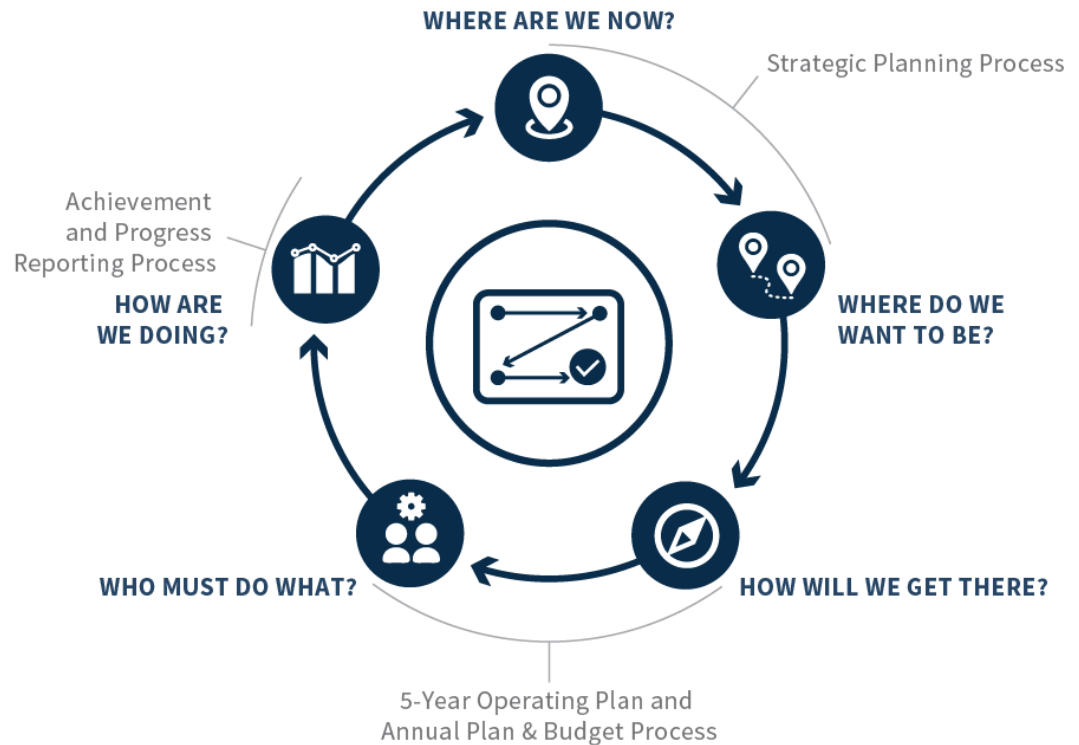 WHERE ARE WE NOW?
Strategic Planning Process
Achievement
and Progress
Reporting Process
HOW ARE
WE DOING?
WHERE DO WE
WANT TO BE?
WHO MUST DO WHAT?
HOW WILL WE GET THERE?
5-Year Operating Plan and
Annual Plan & Budget Process